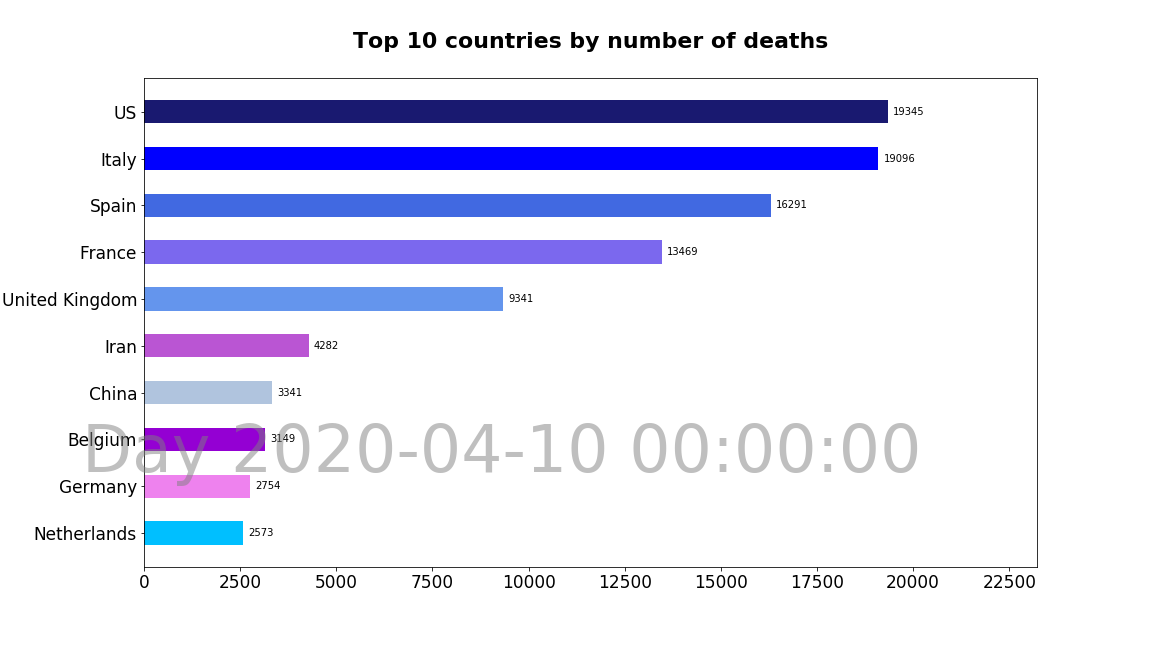 Top 10 countries by number of deaths
US 19345
Italy 19096
Spain 16291
France 13469
United Kingdom 9341
Iran 4282
China 3341
Belgium 3149
Day 2020-04-10 00:00:00
Germany 2754
Netherlands 2573
0 2500 5000 7500 10000 12500 15000 17500 20000 22500